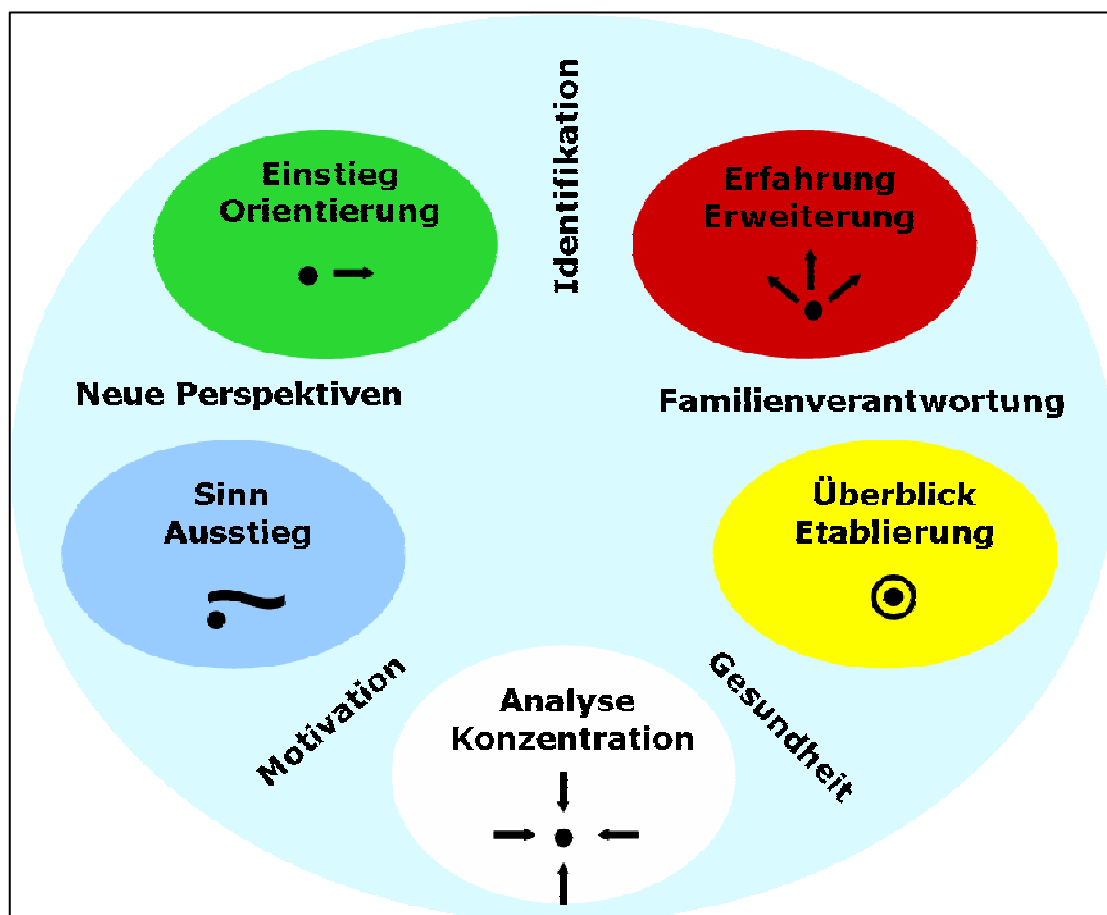 Identifikation
Einstieg
Orientierung
Erfahrung
Erweiterung
Neue Perspektiven
Familienverantwortung
Sinn
Ausstieg
Überblick
Etablierung
Motivation
Analyse
Konzentration
Gesundheit